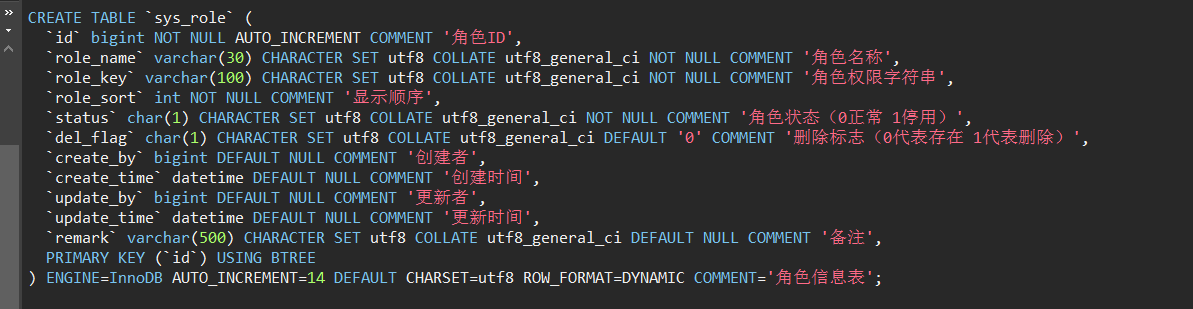 CREATE TABLE `sys_role` (
`id` bigint NOT NULL AUTO_INCREMENT COMMENT '角色ID',
`role_name` varchar(30) CHARACTER SET utf8 COLLATE utf8_general_ci NOT NULL COMMENT '角色名称',
`role_key` varchar(100) CHARACTER SET utf8 COLLATE utf8_general_ci NOT NULL COMMENT '角色权限字符串',
`role_sort` int NOT NULL COMMENT '显示顺序',
`status` char(1) CHARACTER SET utf8 COLLATE utf8_general_ci NOT NULL COMMENT '角色状态（0正常 1停用）',
`del_flag` char(1) CHARACTER SET utf8 COLLATE utf8_general_ci DEFAULT '0' COMMENT '删除标志（0代表存在 1代表删除）',
`create_by` bigint DEFAULT NULL COMMENT '创建者',
`create_time` datetime DEFAULT NULL COMMENT '创建时间',
`update_by` bigint DEFAULT NULL COMMENT '更新者',
`update_time` datetime DEFAULT NULL COMMENT '更新时间',
`remark` varchar(500) CHARACTER SET utf8 COLLATE utf8_general_ci DEFAULT NULL COMMENT '备注',
PRIMARY KEY (`id`) USING BTREE
) ENGINE=InnoDB AUTO_INCREMENT=14 DEFAULT CHARSET=utf8 ROW_FORMAT=DYNAMIC COMMENT='角色信息表';